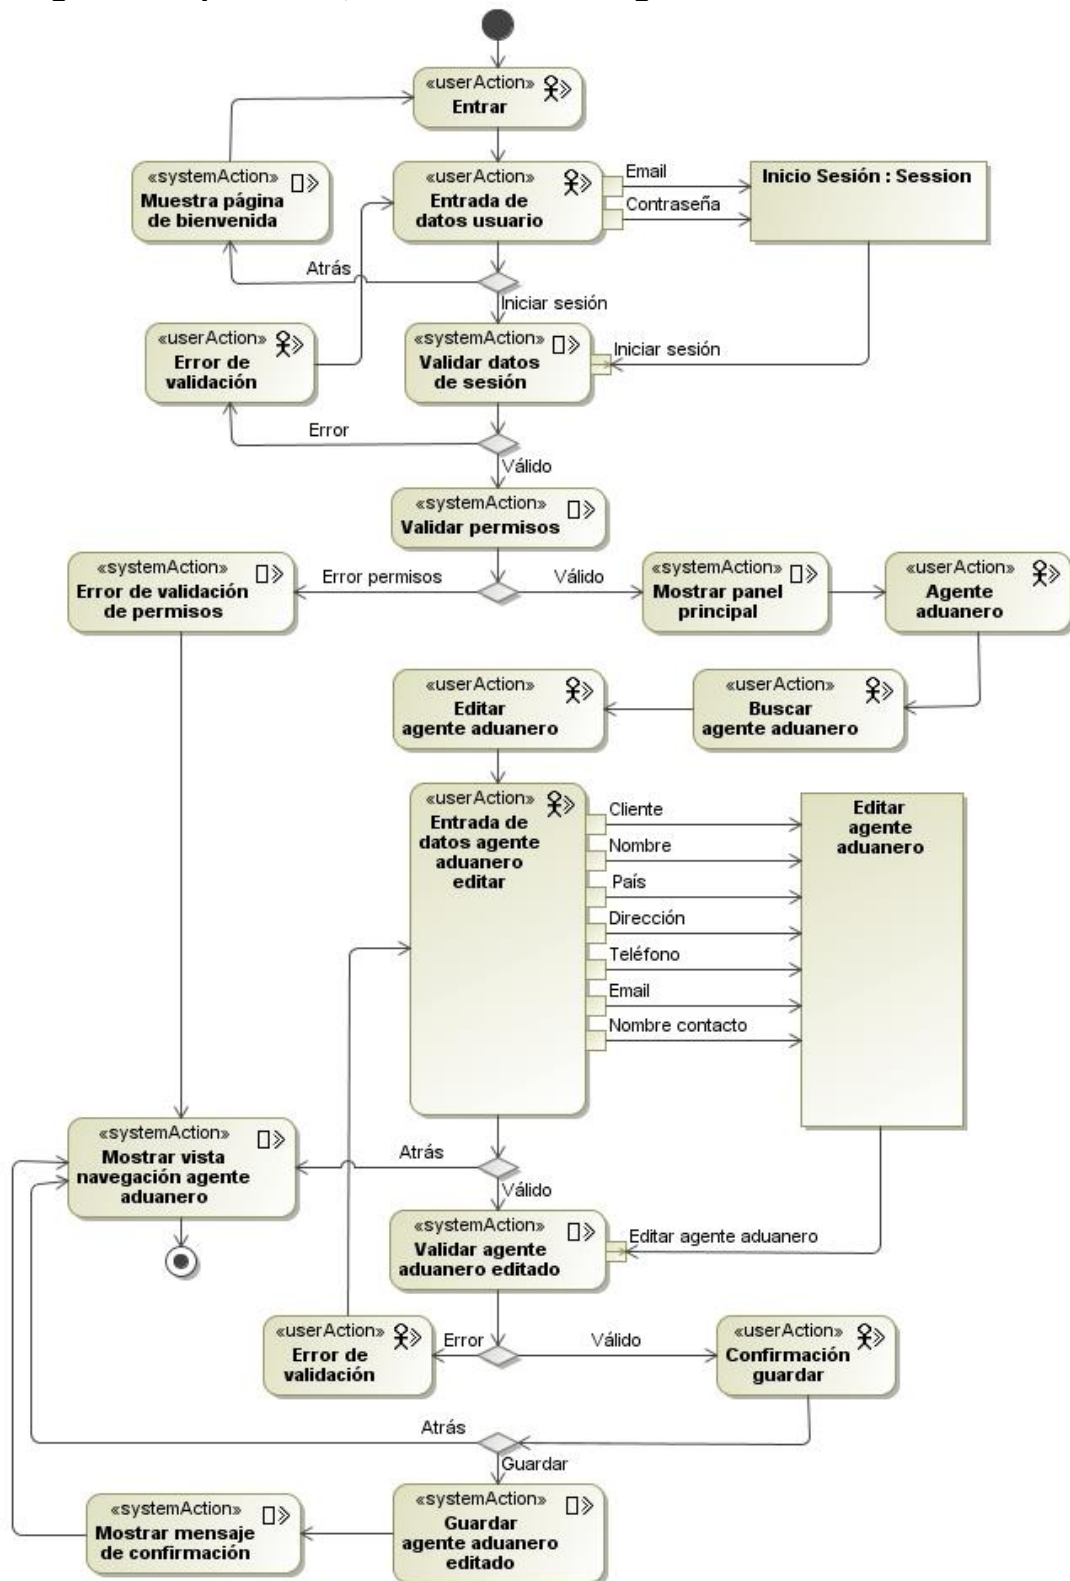 «userAction»
Entrar
«systemAction»
Muestra página
de bienvenida
«userAction»
Entrada de
datos usuario
Email
Contraseña
Inicio Sesión : Session
Atrás
Iniciar sesión
«userAction»
Error de
validación
«systemAction»
Validar datos
de sesión
Iniciar sesión
Error
Válido
«systemAction»
Validar permisos
«systemAction»
Error de validación
de permisos
Error permisos
Válido
«systemAction»
Mostrar panel
principal
«userAction»
Agente
aduanero
«userAction»
Editar
agente aduanero
«userAction»
Buscar
agente aduanero
«userAction»
Entrada de
datos agente
aduanero
editar
Cliente
Nombre
País
Dirección
Teléfono
Email
Nombre contacto
Editar
agente
aduanero
«systemAction»
Mostrar vista
navegación agente
aduanero
Atrás
Válido
«systemAction»
Validar agente
aduanero editado
Editar agente aduanero
«userAction»
Error de
validación
Error
Válido
«userAction»
Confirmación
guardar
Atrás
Guardar
«systemAction»
Mostrar mensaje
de confirmación
«systemAction»
Guardar
agente aduanero
editado